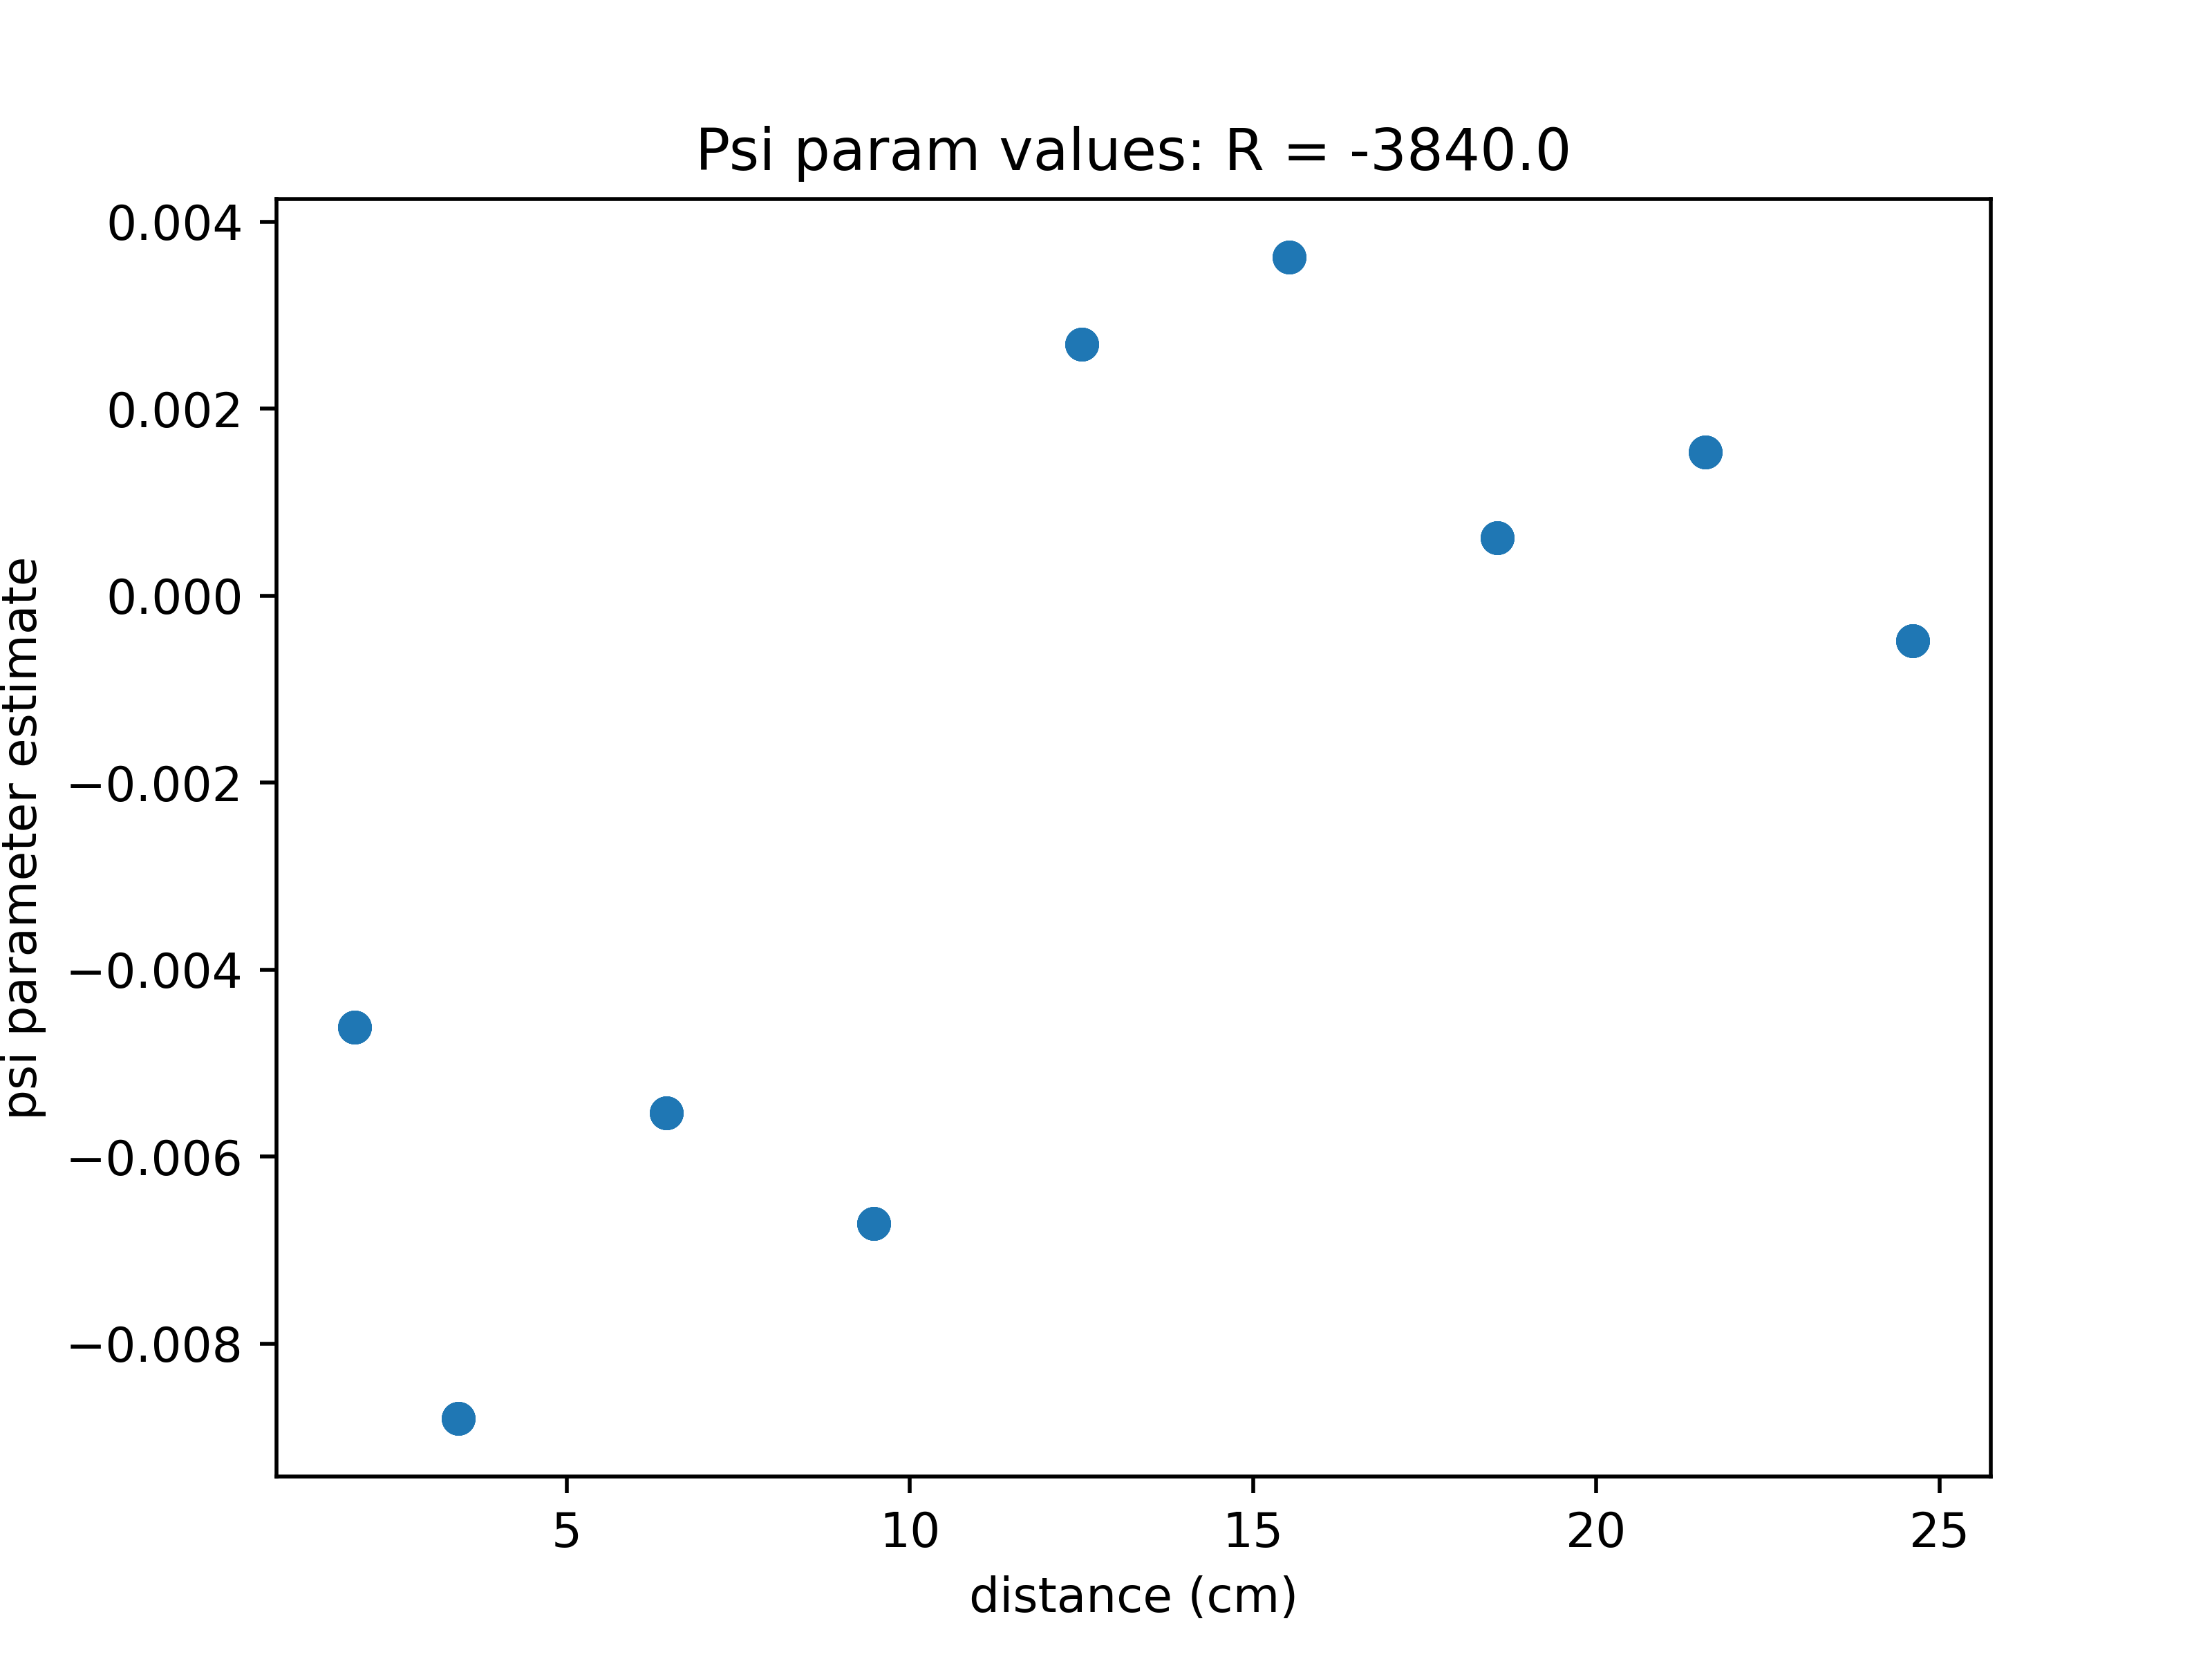 Psi param values: R = -3840.0
0.004
0.002
0.000
−0.002
−0.004
−0.006
−0.008
psi parameter estimate
5 10 15 20 25
distance (cm)